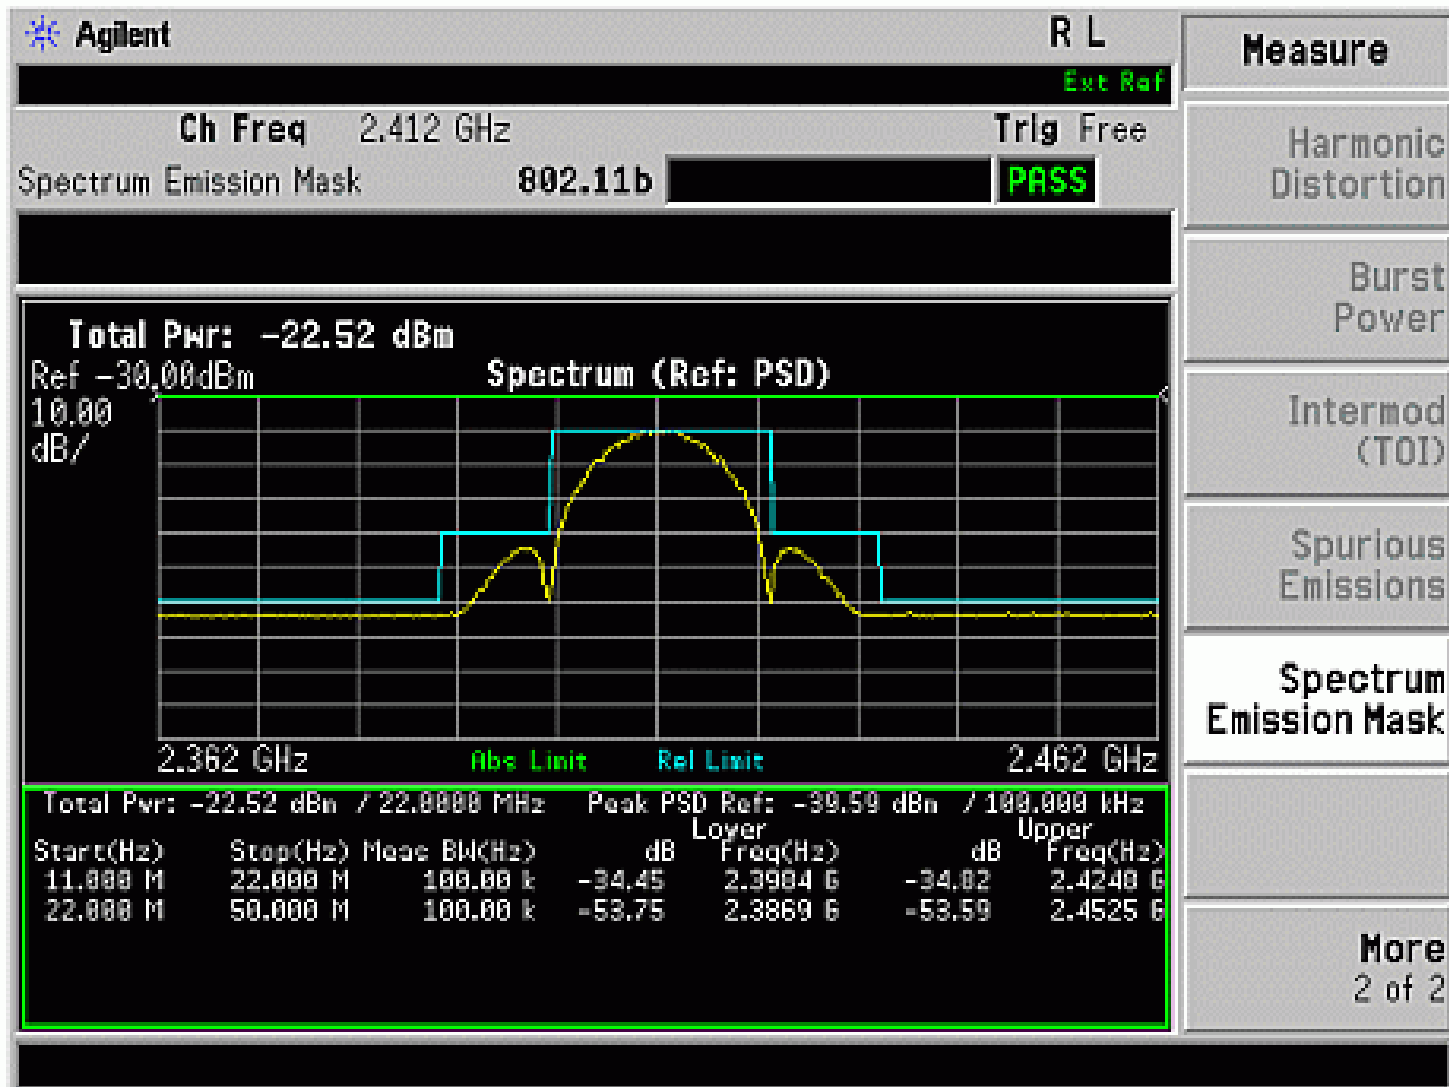 Agilent
R L
Ext Ref
Ch Freq 2.412 GHz
Trig Free
Spectrum Emission Mask 802.11b PASS
Total Pwr: -22.52 dBm
Ref -30.00dBm
Spectrum (Ref: PSD)
10.00
dB/
2.362 GHz
Abs Limit
Rel Limit
2.462 GHz
Total Pwr: -22.52 dBm / 22.0000 MHz Peak PSD Ref: -39.59 dBm / 100.000 kHz
Lower Upper
Start(Hz) Stop(Hz) Meas BW(Hz) dB Freq(Hz) dB Freq(Hz)
11.000 M 22.000 M 100.00 k -34.45 2.3984 G -34.02 2.4248 G
22.000 M 50.000 M 100.00 k -53.75 2.3869 G -53.59 2.4525 G
Measure
Harmonic
Distortion
Burst
Power
Intermod
(TOI)
Spurious
Emissions
Spectrum
Emission Mask
More
2 of 2